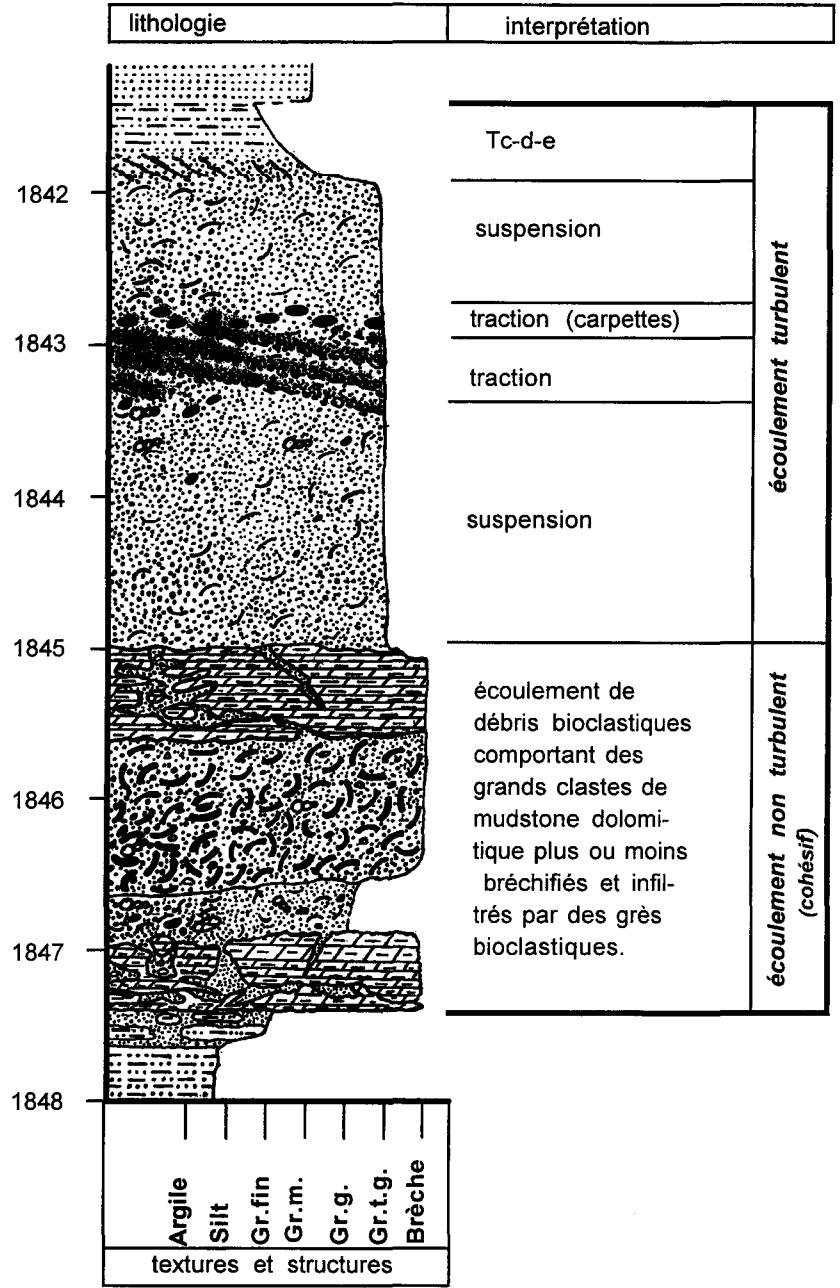 lithologie
interprétation
Tc-d-e
1842
suspension
traction (carpettes)
1843
traction
écoulement turbulent
1844
suspension
1845
écoulement de
débris bioclastiques
comportant des
grands clastes de
1846
mudstone dolomi-
tique plus ou moins
bréchifiés et infil-
trés par des grès
1847
bioclastiques.
écoulement non turbulent
(cohésif)
1848
Argile
Silt
Gr.fin
Gr.m.
Gr.g.
Gr.t.g.
Brèche
textures et structures